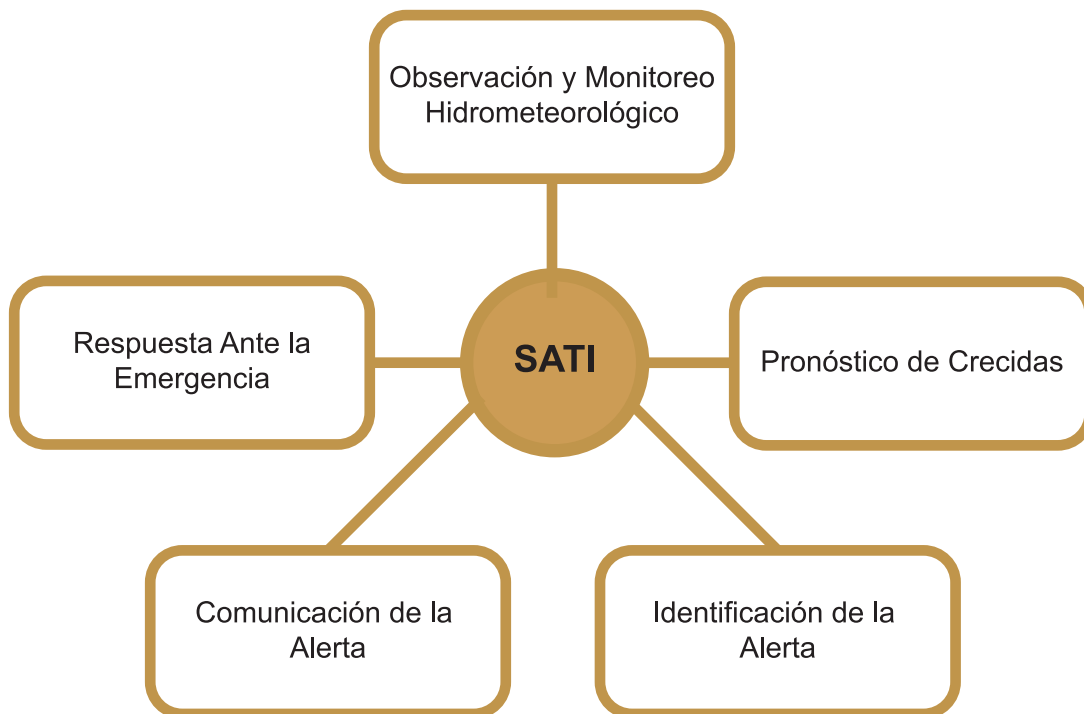 Observación y Monitoreo
Hidrometeorológico
Respuesta Ante la
Emergencia
SATI
Pronóstico de Crecidas
Comunicación de la
Alerta
Identificación de la
Alerta